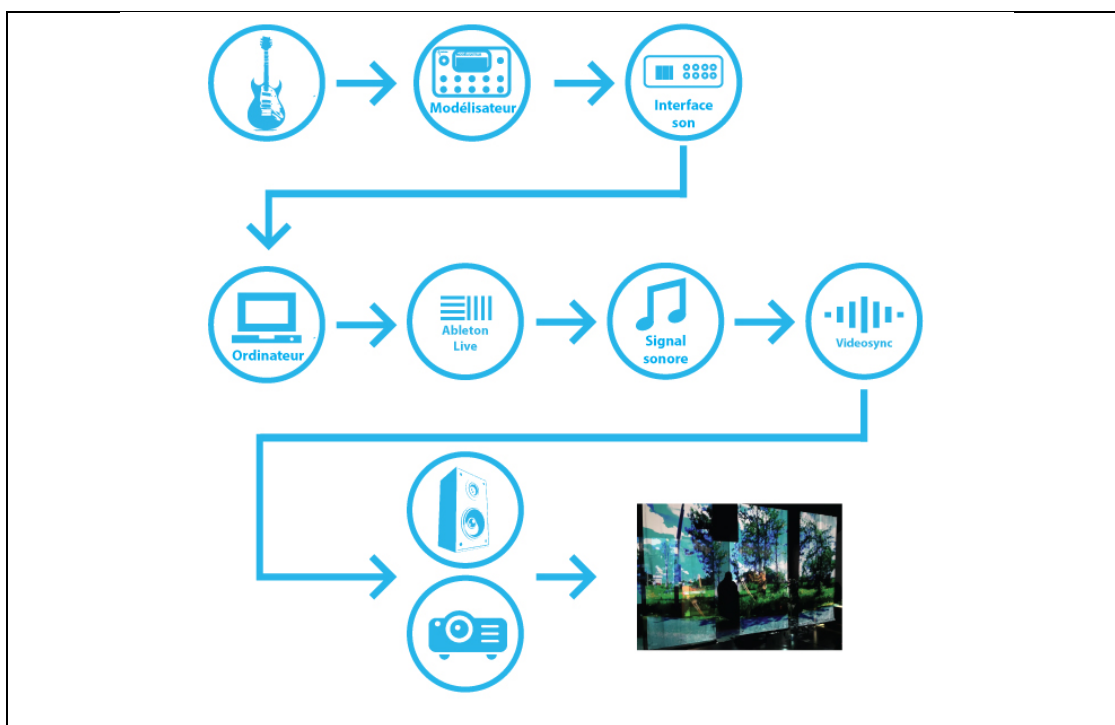 Modélisateur
Interface
son
Ordinateur
Ableton
Live
Signal
sonore
Videosync